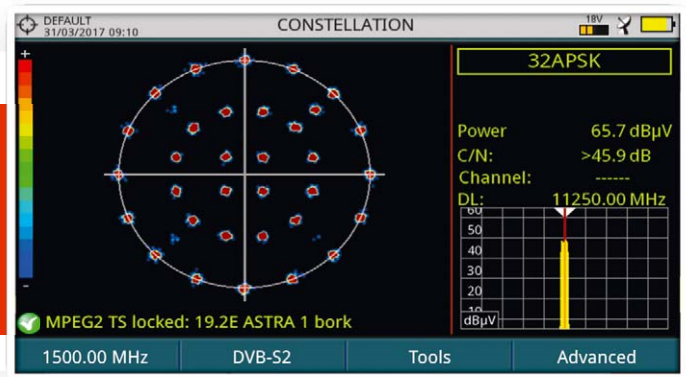 DEFAULT
31/03/2017 09:10
CONSTELLATION
18V
+
-
32APSK
Power 65.7 dBµV
C/N: >45.9 dB
Channel: ------
DL: 11250.00 MHz
60
50
40
30
20
10
dBµV
MPEG2 TS locked: 19.2E ASTRA 1 bork
1500.00 MHz DVB-S2 Tools Advanced